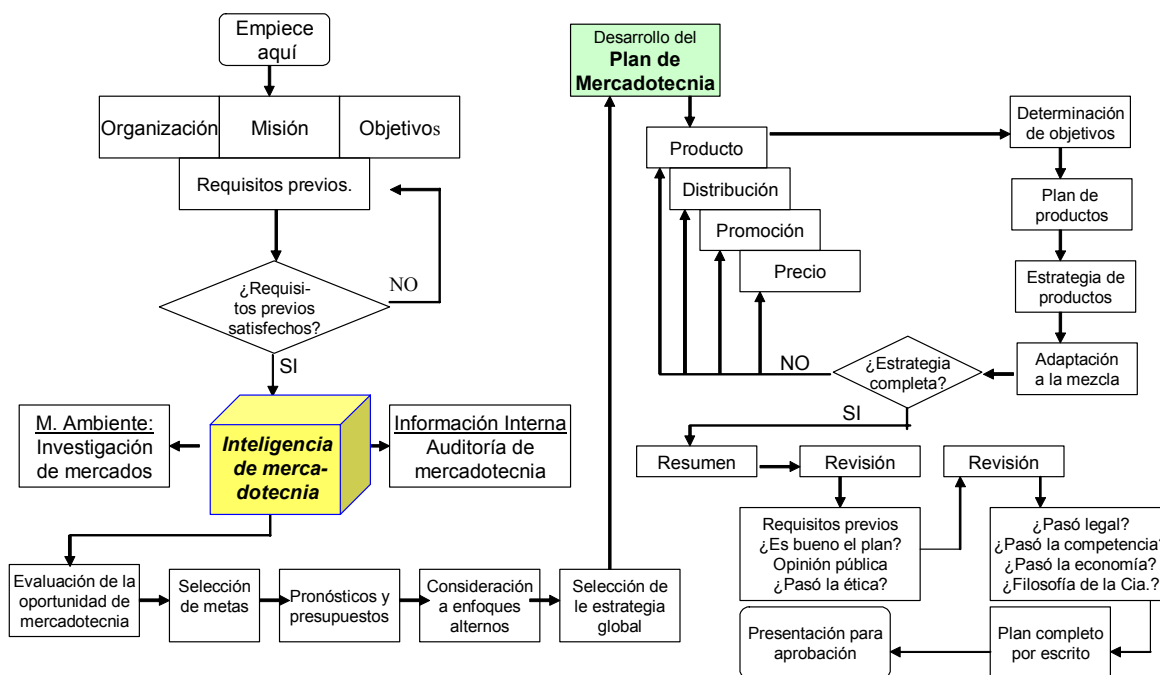 Empiece
aquí
Organización
Misión
Objetivos
Requisitos previos.
¿Requisi-
tos previos
satisfechos?
NO
SI
M. Ambiente:
Investigación
de mercados
Inteligencia
de merca-
dotecnia
Información Interna
Auditoría de
mercadotecnia
Evaluación de la
oportunidad de
mercadotecnia
Selección
de metas
Pronósticos y
presupuestos
Consideración
a enfoques
alternos
Selección de
le estrategia
global
Desarrollo del
Plan de
Mercadotecnia
Producto
Distribución
Promoción
Precio
Determinación
de objetivos
Plan de
productos
Estrategia de
productos
Adaptación
a la mezcla
¿Estrategia
completa?
NO
SI
Resumen
Revisión
Requisitos previos
¿Es bueno el plan?
Opinión pública
¿Pasó la ética?
Revisión
¿Pasó legal?
¿Pasó la competencia?
¿Pasó la economía?
¿Filosofía de la Cia.?
Plan completo
por escrito
Presentación para
aprobación